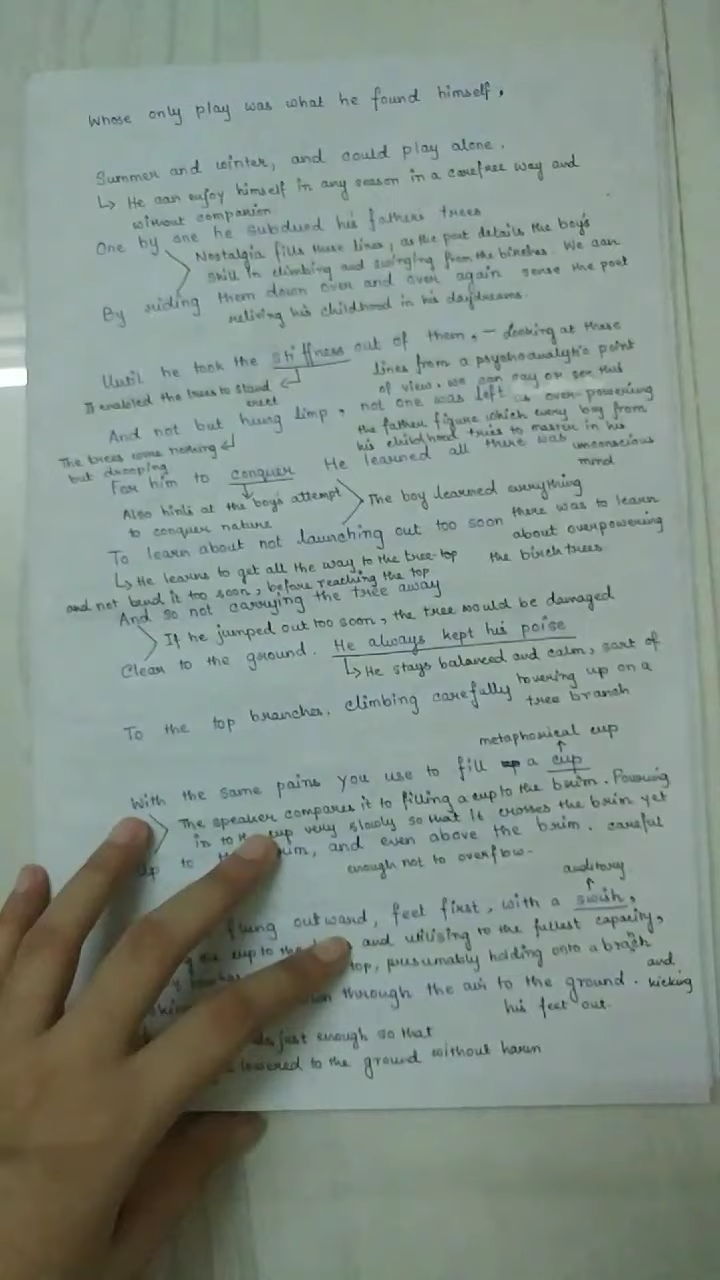 Whose only play was what he found himself,
Summer and winter, and could play alone.
↳ He can enjoy himself in any season in a carefree way and
without companion
One by one he subdued his father's trees
Nostalgia fills these lines, as the poet details the boy's
skill in climbing and swinging from the birches. We can
By riding them down over and over again sense the poet
reliving his childhood in his daydreams.
Until he took the stiffness out of them, – Looking at these
It enabled the trees to stand erect
lines from a psychoanalytic point
of view, we can say or see this
And not but hung limp, not one was left as over-powering
the father figure which every boy from
The trees were nothing but drooping
his childhood tries to master in his
unconscious mind
For him to conquer He learned all there was
Also hints at the boy's attempt
to conquer nature
The boy learned everything
there was to learn
To learn about not launching out too soon about overpowering
the birch trees
↳ He learns to get all the way to the tree-top
and not bend it too soon, before reaching the top
And so not carrying the tree away
If he jumped out too soon, the tree would be damaged
Clear to the ground. He always kept his poise
↳ He stays balanced and calm, sort of
hovering up on a
tree branch
To the top branches, climbing carefully
metaphorical cup
With the same pains you use to fill a cup
The speaker compares it to filling a cup to the brim. Pouring
in to the cup very slowly so that it crosses the brim yet
up to the brim, and even above the brim. careful
enough not to overflow.
auditory
flung outward, feet first, with a swish,
cup to the and utilising to the fullest capacity,
top, presumably holding onto a brach
and kicking
through the air to the ground.
his feet out.
just enough so that
lowered to the ground without harm